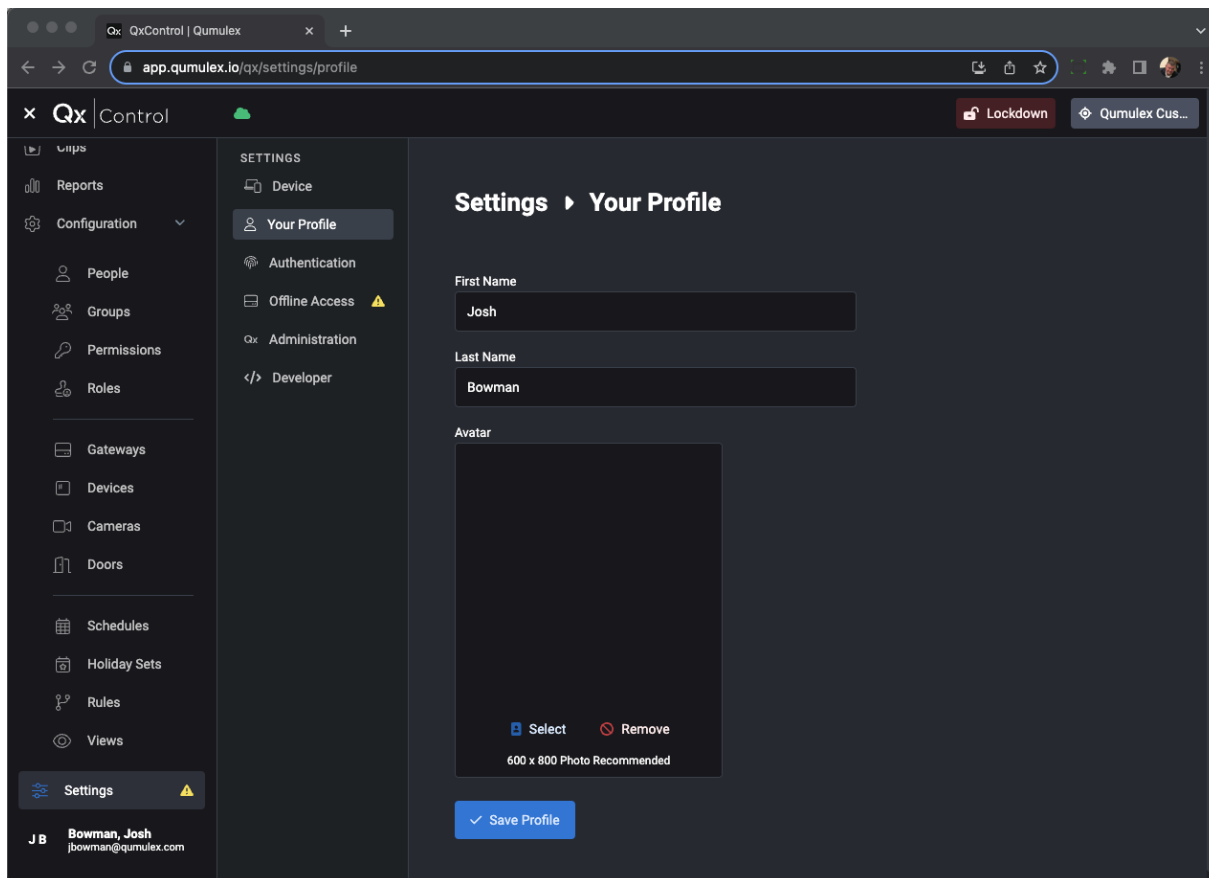 Qx QxControl | Qumulex
app.qumulex.io/qx/settings/profile
Qx Control
Lockdown
Qumulex Cus...
Clips
Reports
Configuration
People
Groups
Permissions
Roles
Gateways
Devices
Cameras
Doors
Schedules
Holiday Sets
Rules
Views
Settings
J B
Bowman, Josh
jbowman@qumulex.com
SETTINGS
Device
Your Profile
Authentication
Offline Access
Qx Administration
</> Developer
Settings Your Profile
First Name
Josh
Last Name
Bowman
Avatar
Select Remove
600 x 800 Photo Recommended
Save Profile